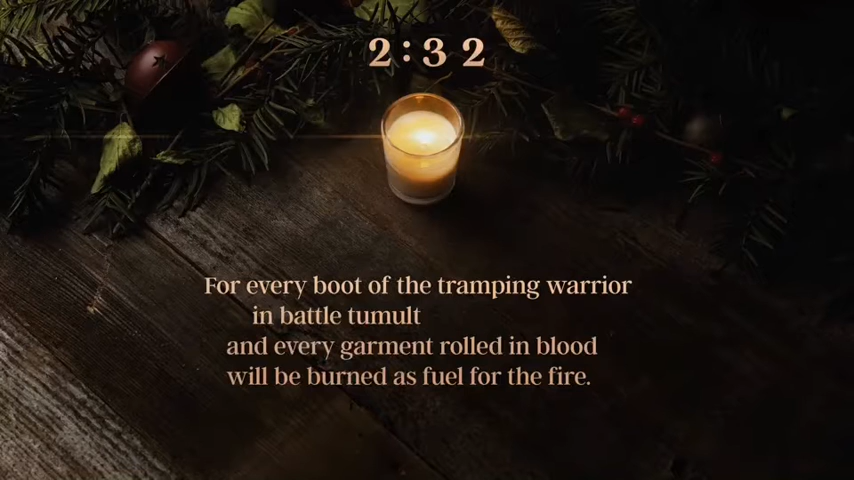 2:32
For every boot of the tramping warrior
in battle tumult
and every garment rolled in blood
will be burned as fuel for the fire.